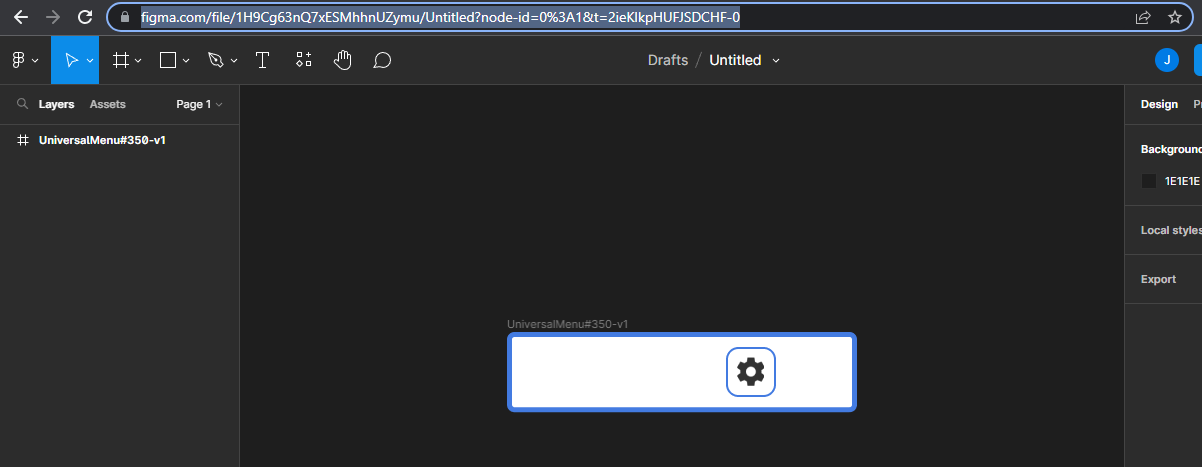 figma.com/file/1H9Cg63nQ7xESMhhnUZymu/Untitled?node-id=0%3A1&t=2ieKlkpHUFJSDCHF-0
Drafts / Untitled
J
Layers Assets Page 1
Design P
UniversalMenu#350-v1
Background
1E1E1E
Local styles
Export
UniversalMenu#350-v1